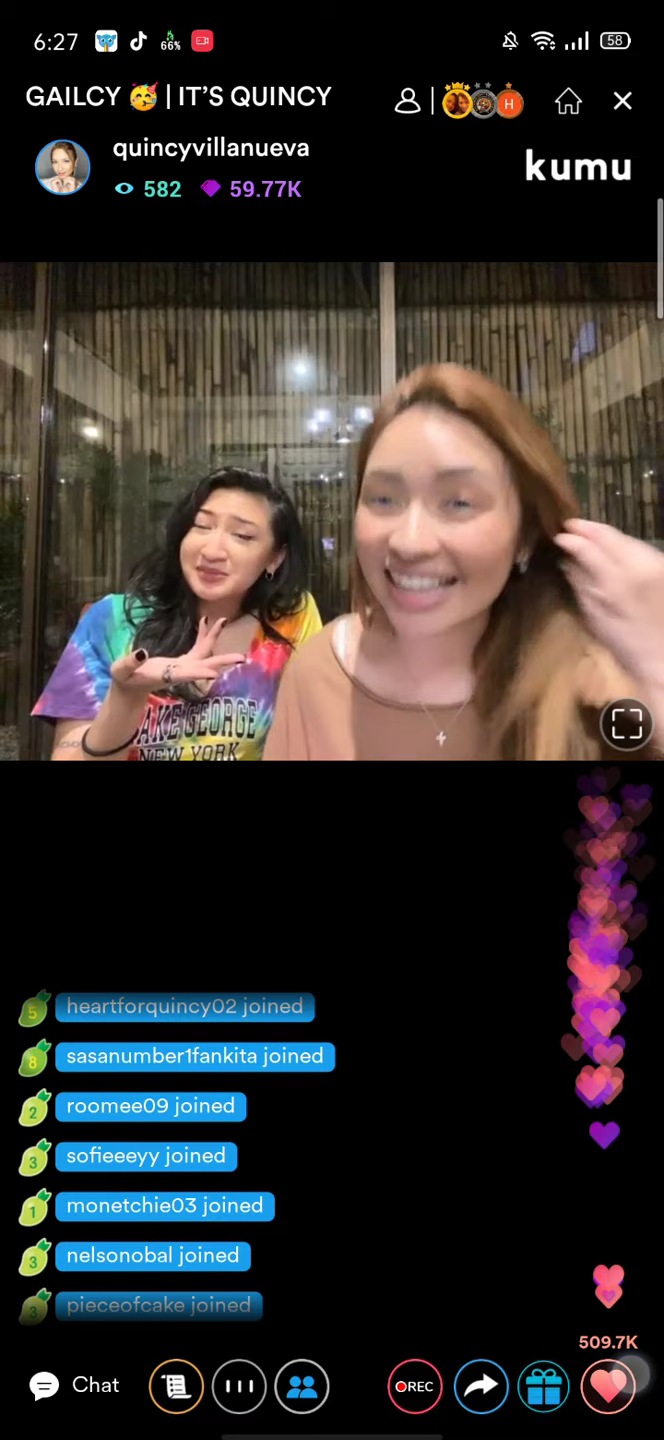 6:27
66%
58
GAILCY 🥳 | IT'S QUINCY
H
quincyvillanueva
582 59.77K
kumu
AKE GEORGE
NEW YORK
5 heartforquincy02 joined
8 sasanumber1fankita joined
2 roomee09 joined
3 sofieeeyy joined
1 monetchie03 joined
3 nelsonobal joined
3 pieceofcake joined
509.7K
Chat
REC